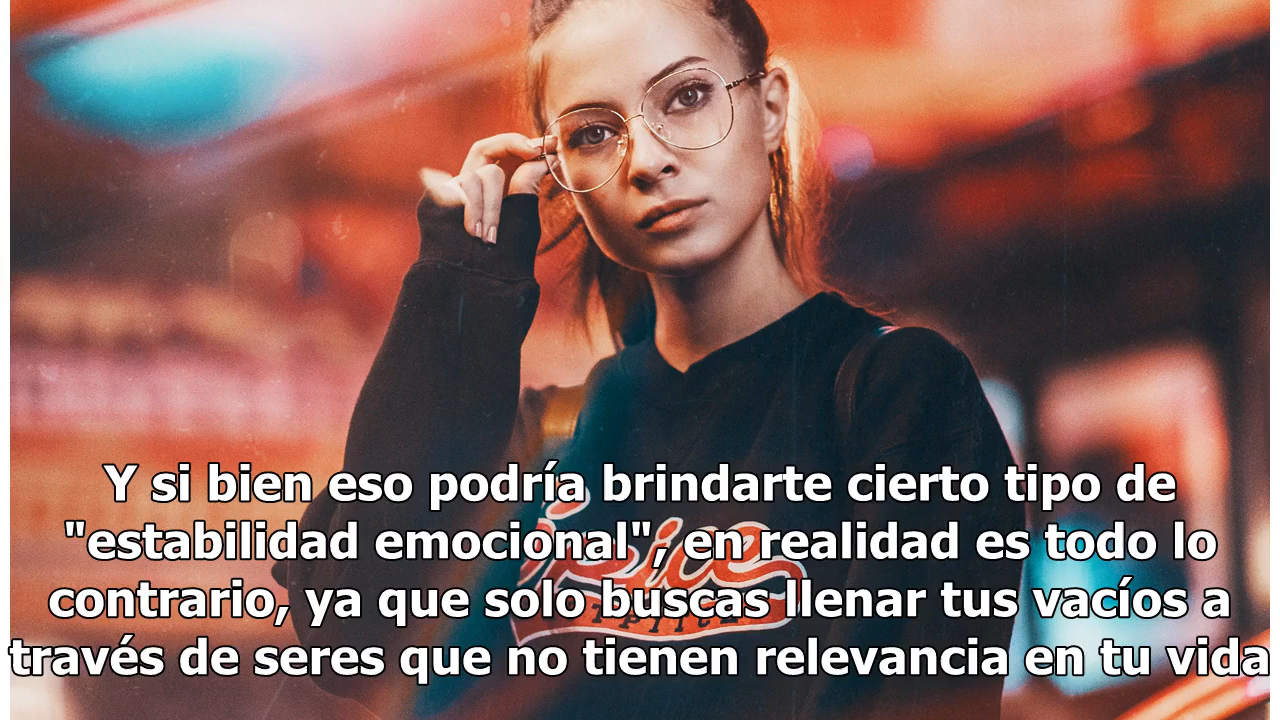 Y si bien eso podría brindarte cierto tipo de
"estabilidad emocional", en realidad es todo lo
contrario, ya que solo buscas llenar tus vacíos a
través de seres que no tienen relevancia en tu vida